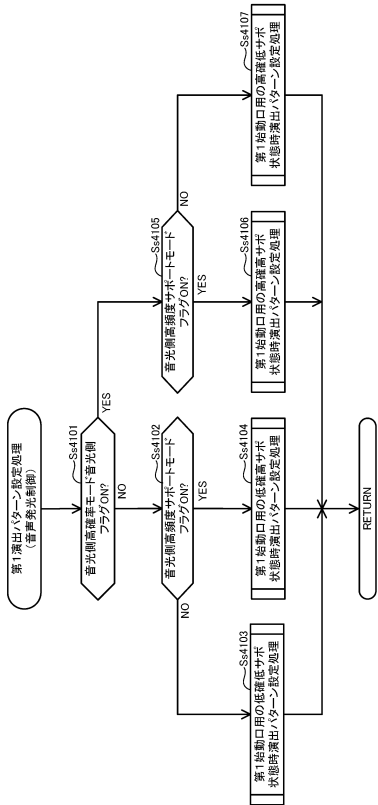 第1演出パターン設定処理
(音声発光制御)
Ss4101
音光側高確率モード音光側
フラグON?
YES
NO
Ss4102
音光側高頻度サポートモード
フラグON?
NO
YES
Ss4105
音光側高頻度サポートモード
フラグON?
NO
YES
Ss4103
第1始動口用の低確低サポ
状態時演出パターン設定処理
Ss4104
第1始動口用の低確高サポ
状態時演出パターン設定処理
Ss4106
第1始動口用の高確高サポ
状態時演出パターン設定処理
Ss4107
第1始動口用の高確低サポ
状態時演出パターン設定処理
RETURN